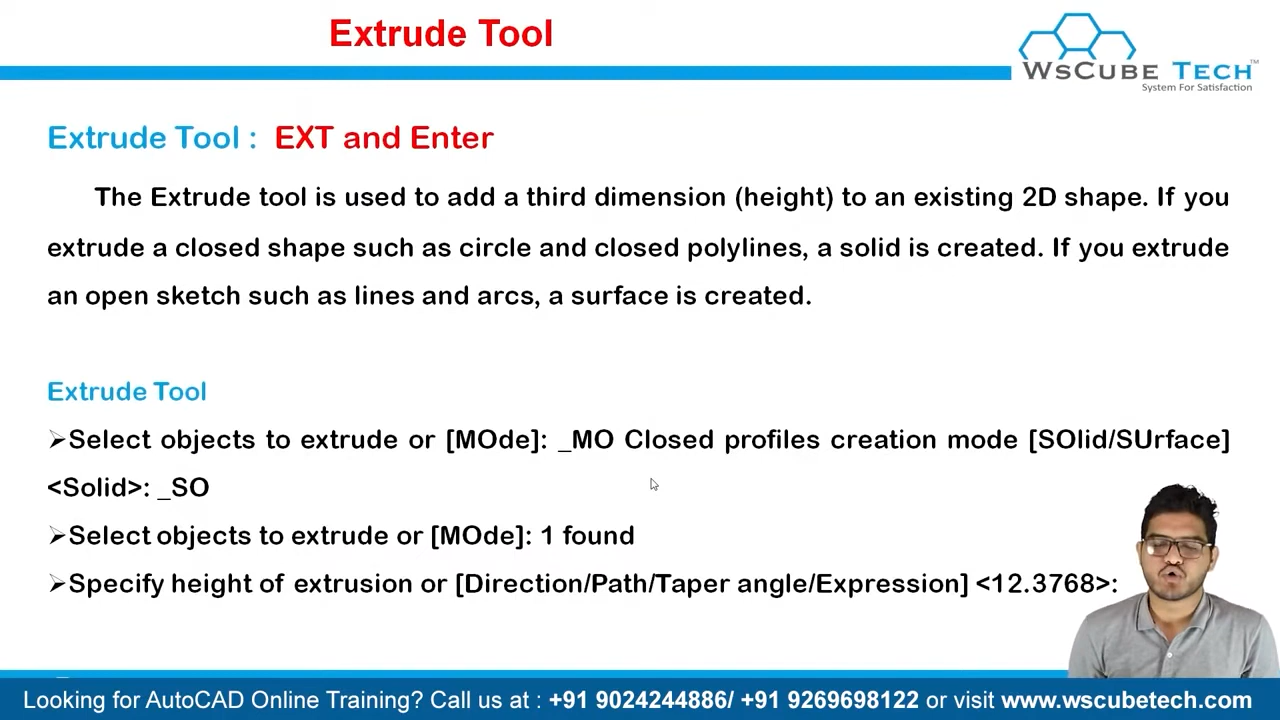 Extrude Tool
WsCube Tech™
System For Satisfaction
Extrude Tool : EXT and Enter
The Extrude tool is used to add a third dimension (height) to an existing 2D shape. If you
extrude a closed shape such as circle and closed polylines, a solid is created. If you extrude
an open sketch such as lines and arcs, a surface is created.
Extrude Tool
➢Select objects to extrude or [MOde]: _MO Closed profiles creation mode [SOlid/SUrface]
<Solid>: _SO
➢Select objects to extrude or [MOde]: 1 found
➢Specify height of extrusion or [Direction/Path/Taper angle/Expression] <12.3768>:
Looking for AutoCAD Online Training? Call us at : +91 9024244886/ +91 9269698122 or visit www.wscubetech.com